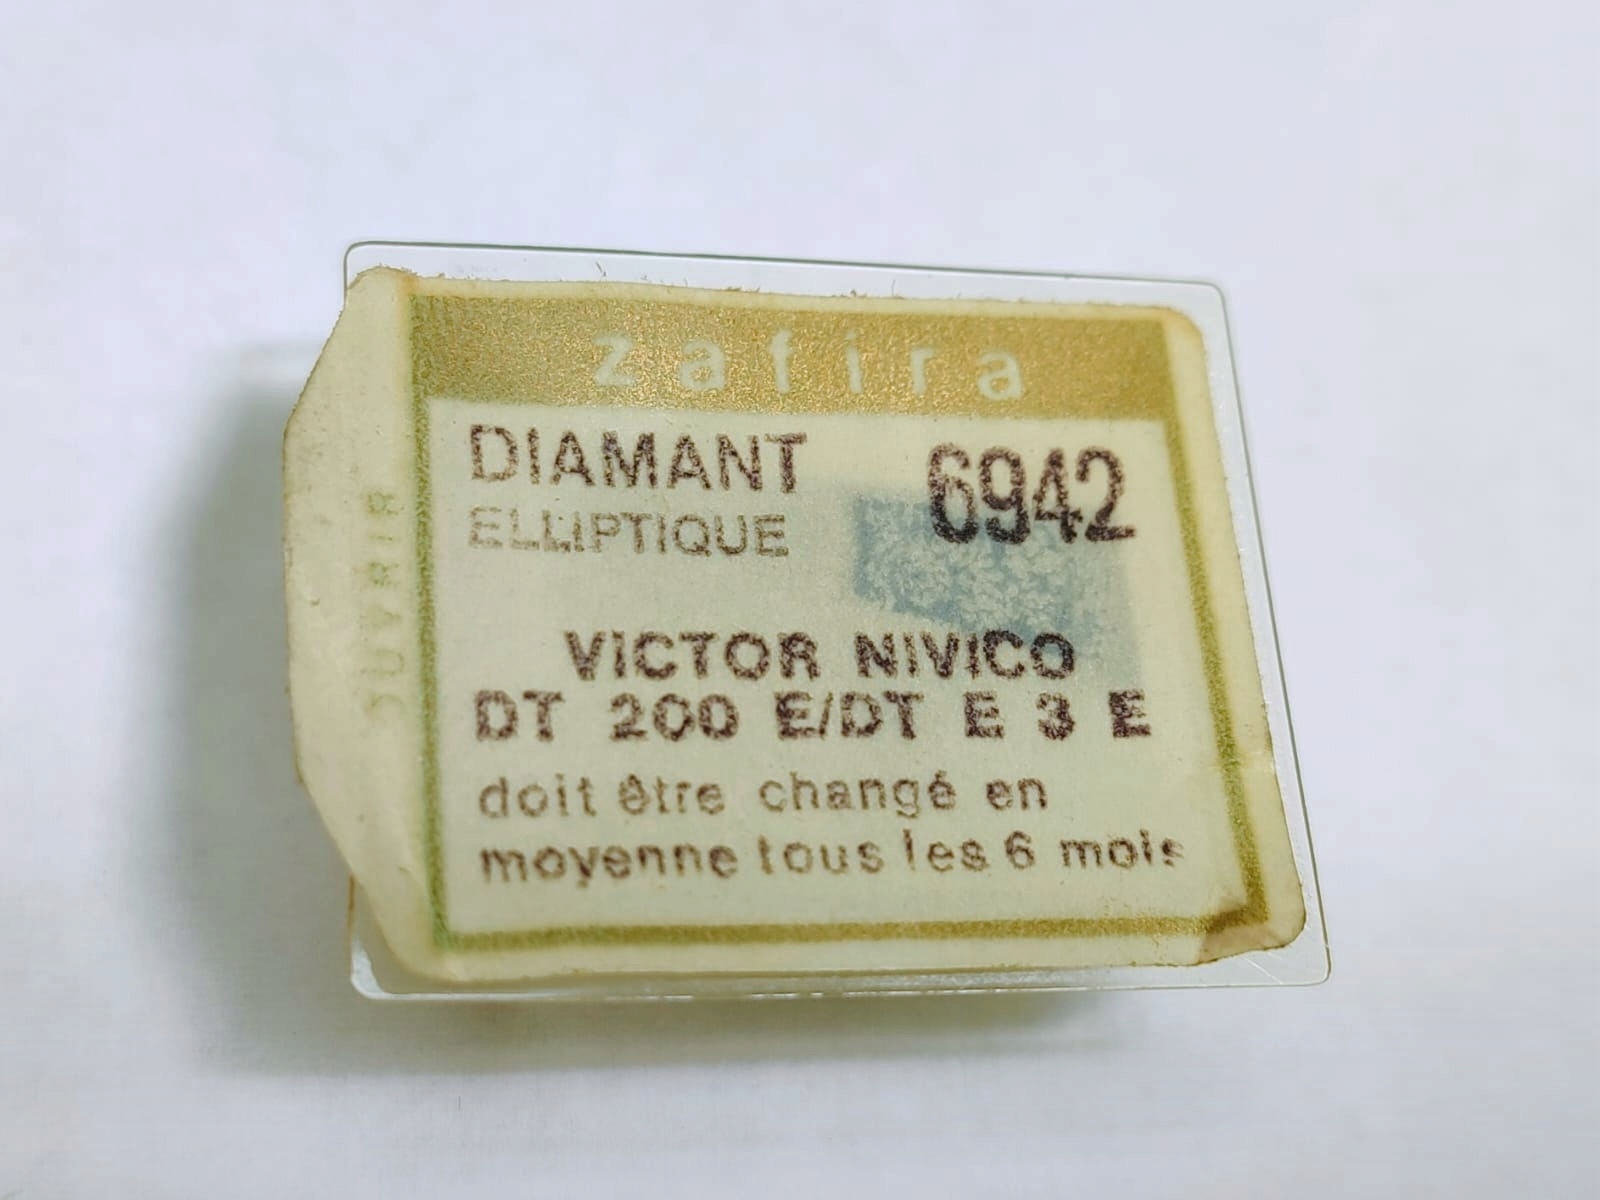 zafira
DIAMANT 6942
ELLIPTIQUE
VICTOR NIVICO
DT 200 E/DT E 3 E
doit être changé en
moyenne tous les 6 mois
OUVRIR